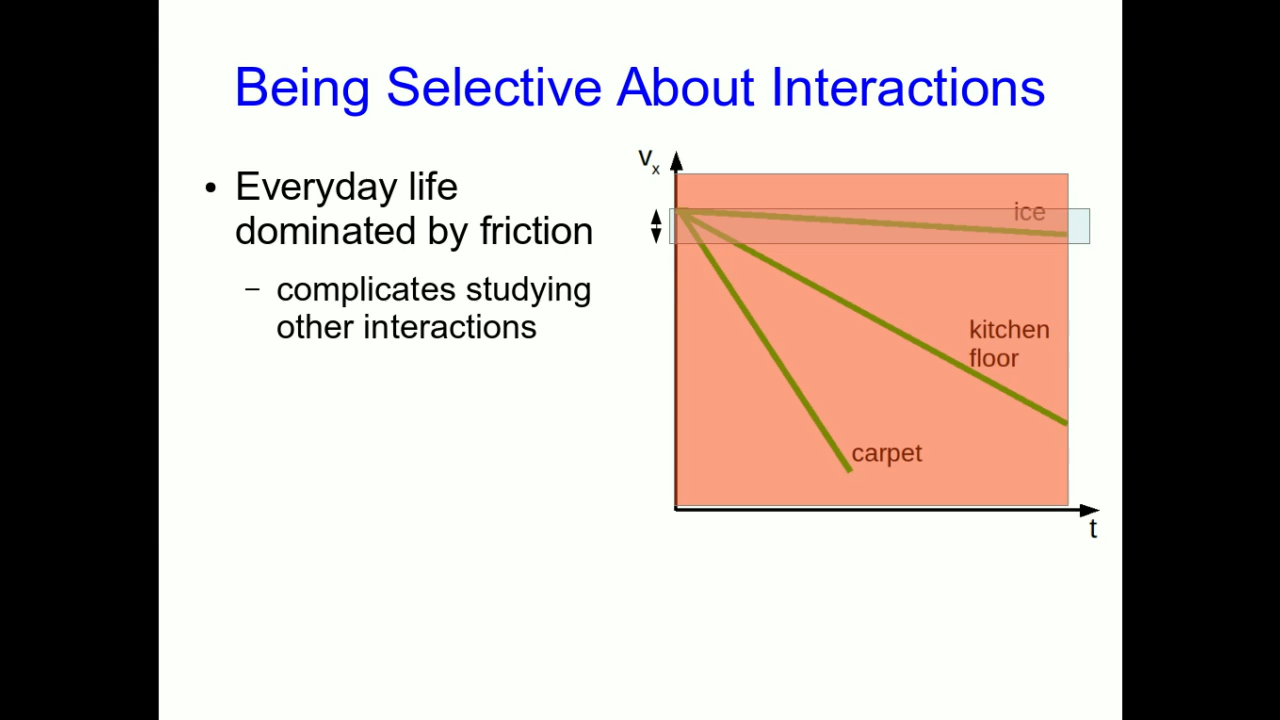 Being Selective About Interactions
• Everyday life
dominated by friction
– complicates studying
other interactions
vx
ice
kitchen
floor
carpet
t